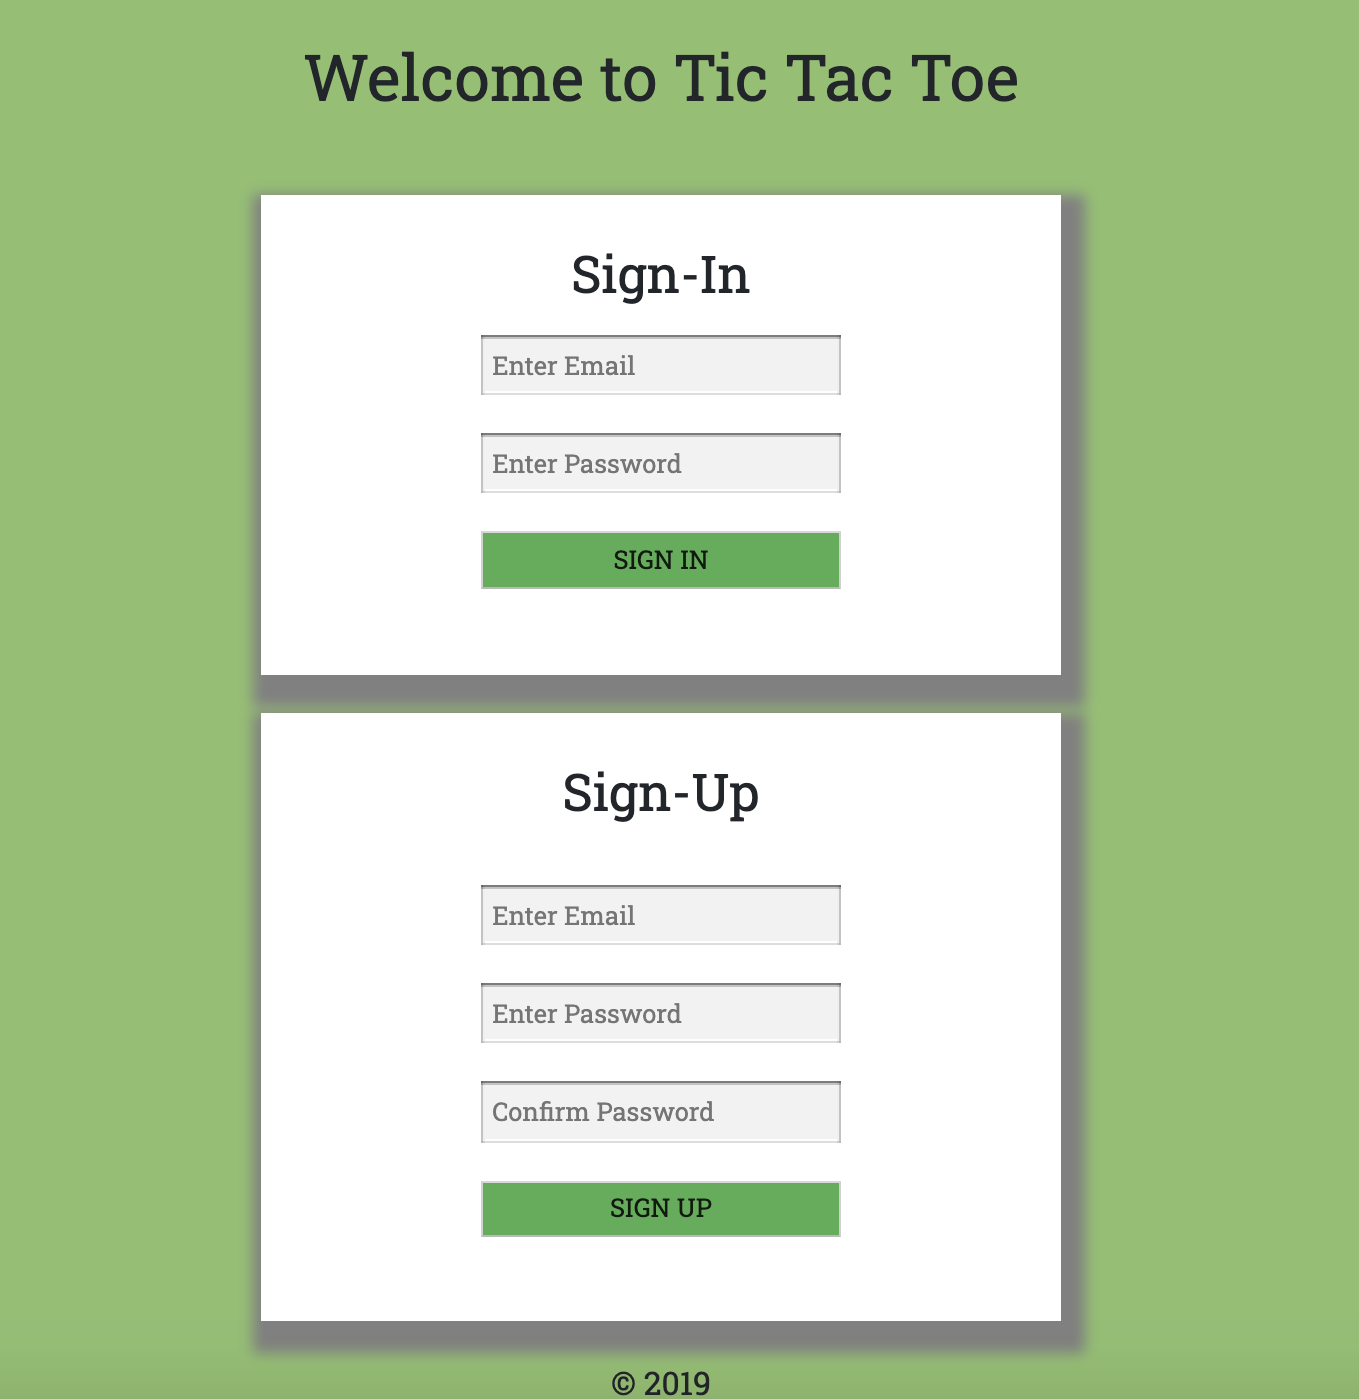 Welcome to Tic Tac Toe
Sign-In
Enter Email
Enter Password
SIGN IN
Sign-Up
Enter Email
Enter Password
Confirm Password
SIGN UP
© 2019